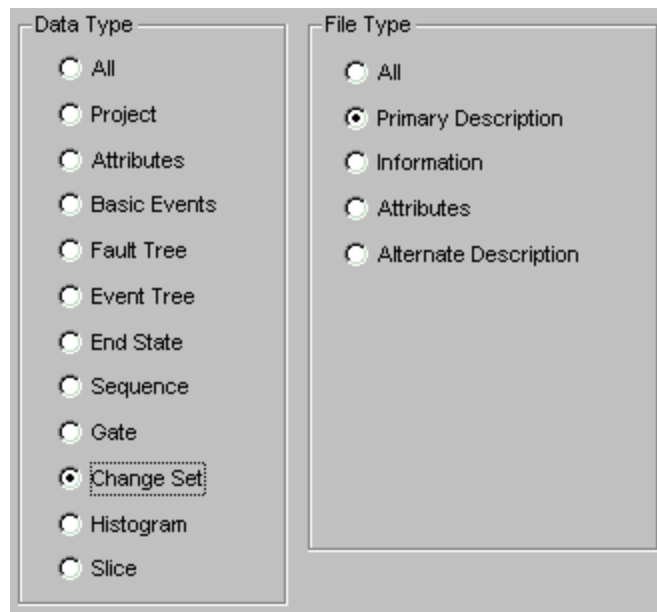 Data Type
All
Project
Attributes
Basic Events
Fault Tree
Event Tree
End State
Sequence
Gate
Change Set
Histogram
Slice
File Type
All
Primary Description
Information
Attributes
Alternate Description